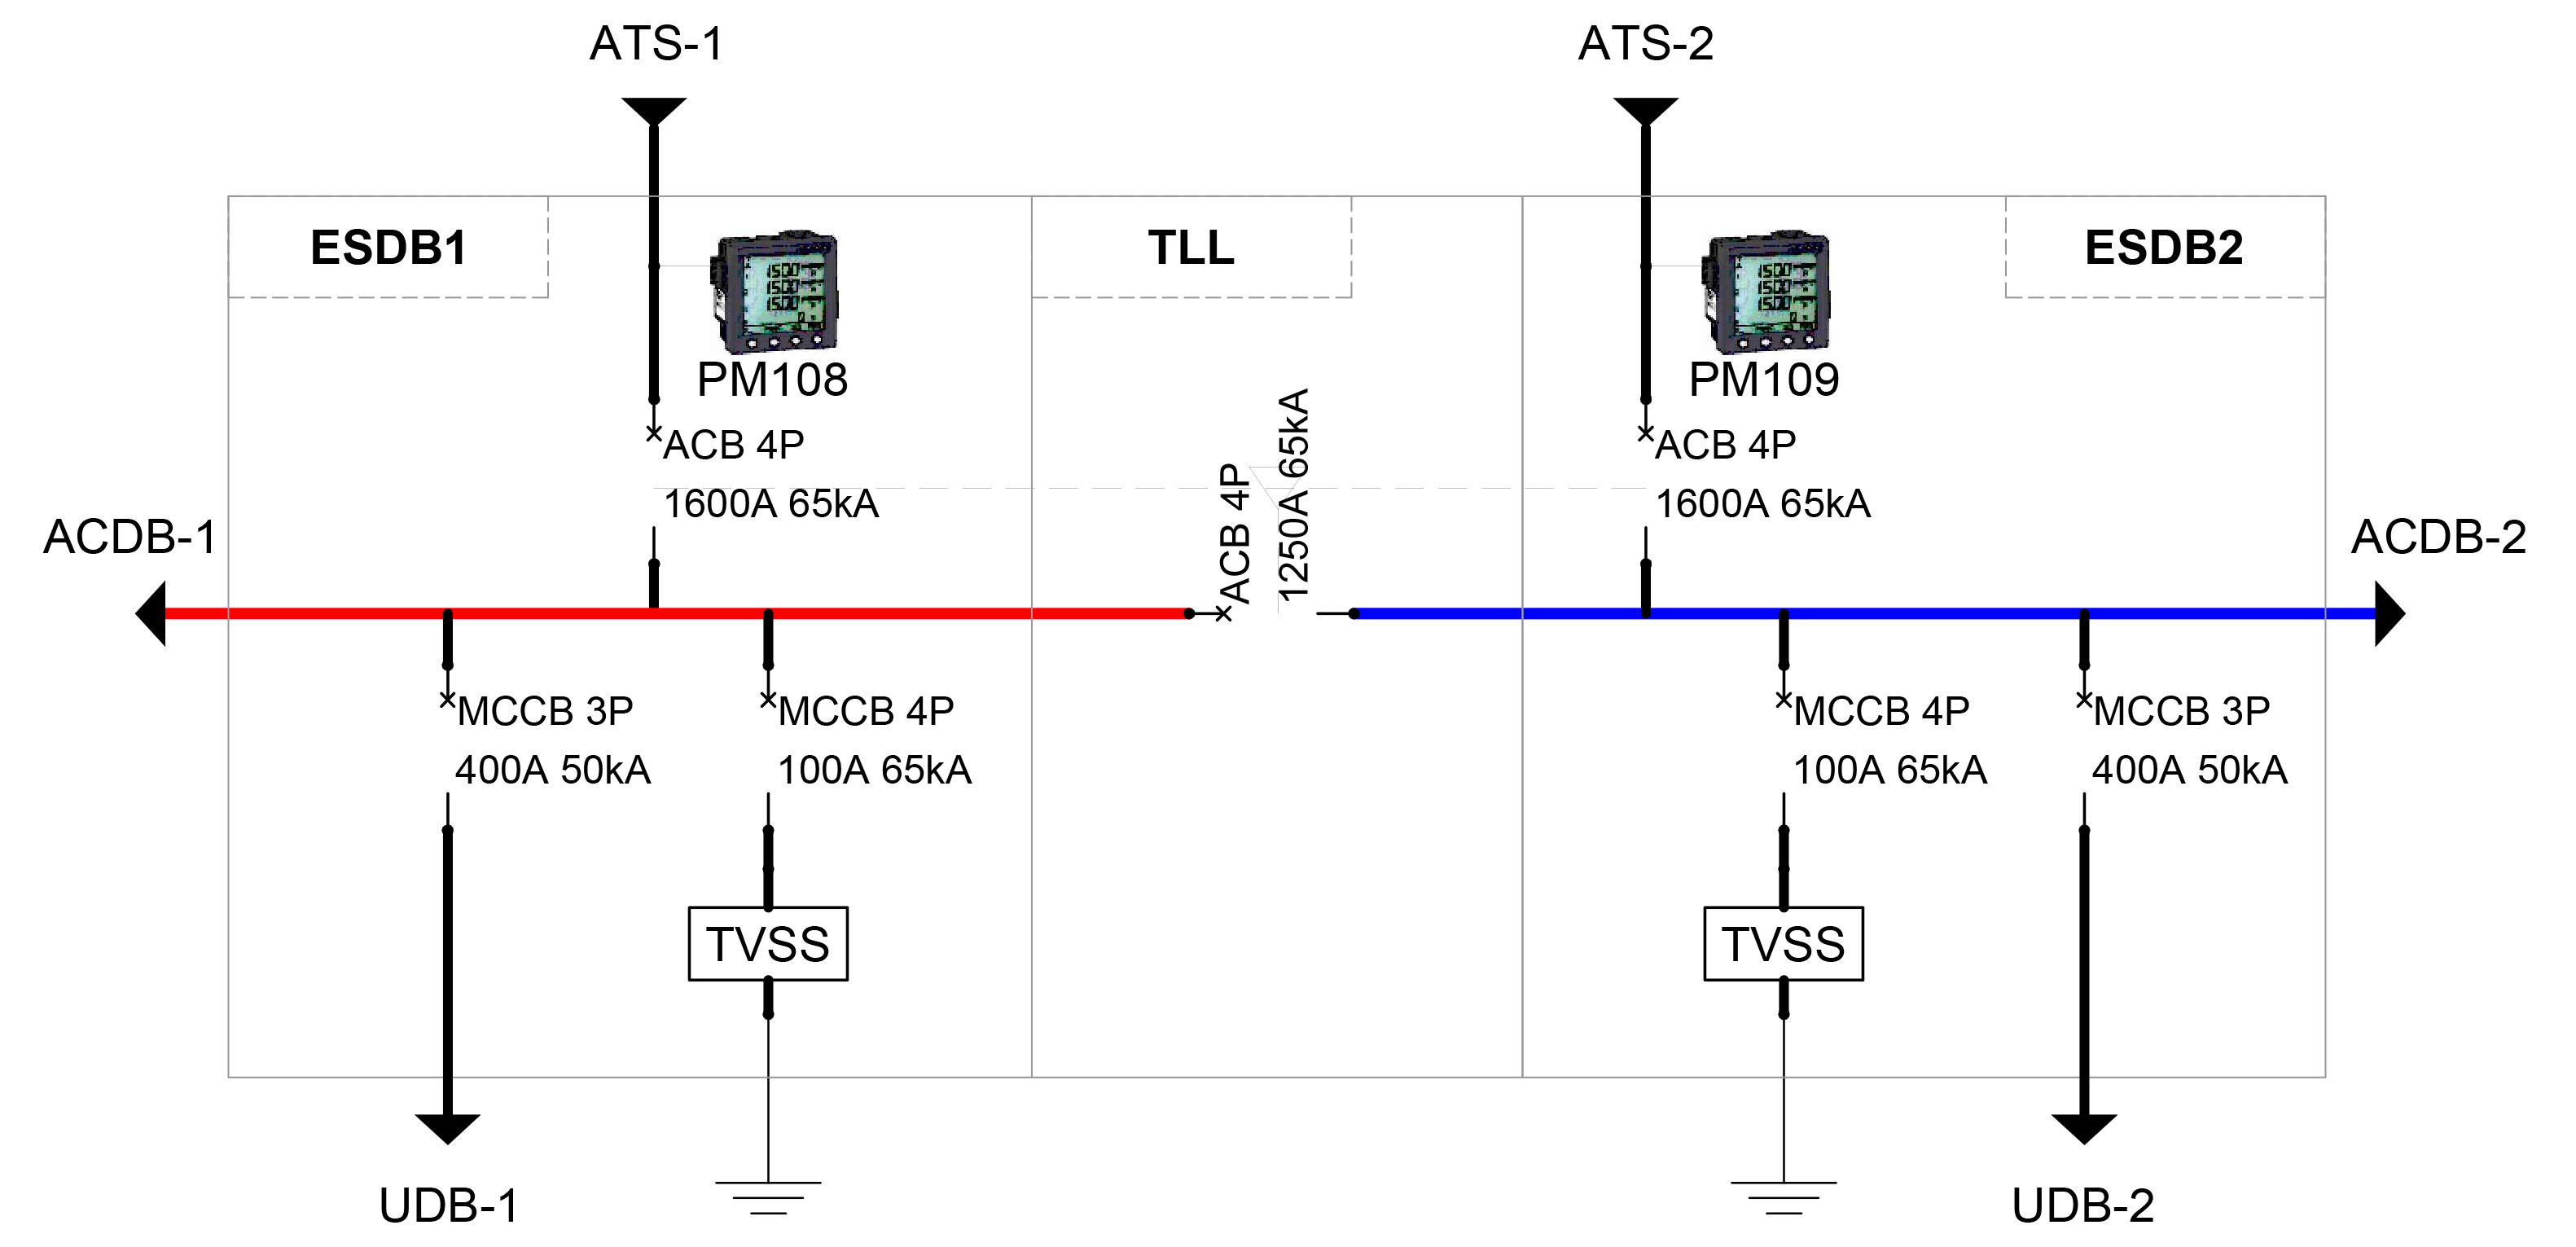 ATS-1
ATS-2
ESDB1
TLL
ESDB2
1500
1500
1500
1500
1500
1500
PM108
PM109
ACB 4P
1600A 65kA
ACB 4P
1250A 65kA
ACB 4P
1600A 65kA
ACDB-1
ACDB-2
MCCB 3P
400A 50kA
MCCB 4P
100A 65kA
MCCB 4P
100A 65kA
MCCB 3P
400A 50kA
TVSS
TVSS
UDB-1
UDB-2